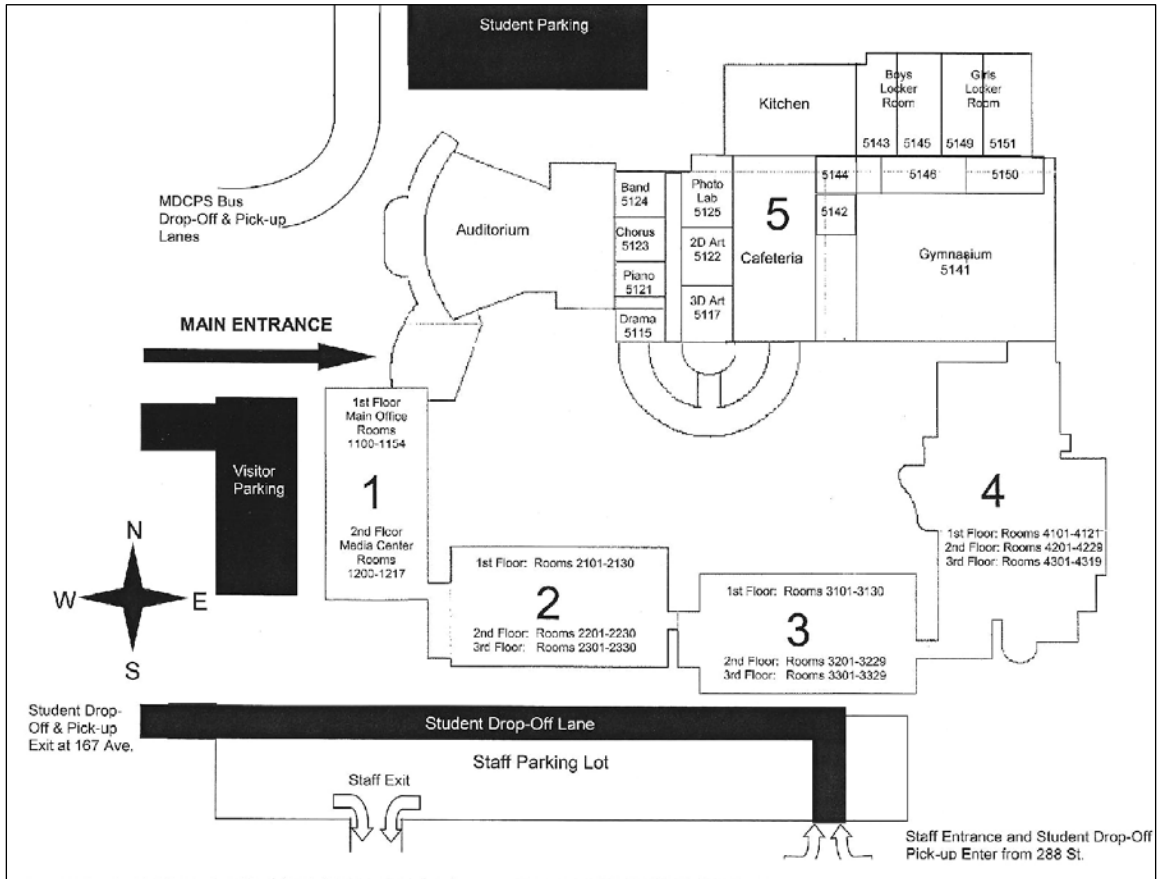 Student Parking
Kitchen
Boys
Locker
Room
Girls
Locker
Room
5143 5145 5149 5151
MDCPS Bus
Drop-Off & Pick-up
Lanes
Auditorium
Band
5124
Chorus
5123
Piano
5121
Drama
5115
Photo
Lab
5125
2D Art
5122
3D Art
5117
5
Cafeteria
5144
5146
5150
5142
Gymnasium
5141
MAIN ENTRANCE
1st Floor
Main Office
Rooms
1100-1154
1
2nd Floor
Media Center
Rooms
1200-1217
Visitor
Parking
N
W E
S
1st Floor: Rooms 2101-2130
2
2nd Floor: Rooms 2201-2230
3rd Floor: Rooms 2301-2330
1st Floor: Rooms 3101-3130
3
2nd Floor: Rooms 3201-3229
3rd Floor: Rooms 3301-3329
4
1st Floor: Rooms 4101-4121
2nd Floor: Rooms 4201-4229
3rd Floor: Rooms 4301-4319
Student Drop-
Off & Pick-up
Exit at 167 Ave.
Student Drop-Off Lane
Staff Parking Lot
Staff Exit
Staff Entrance and Student Drop-Off
Pick-up Enter from 288 St.